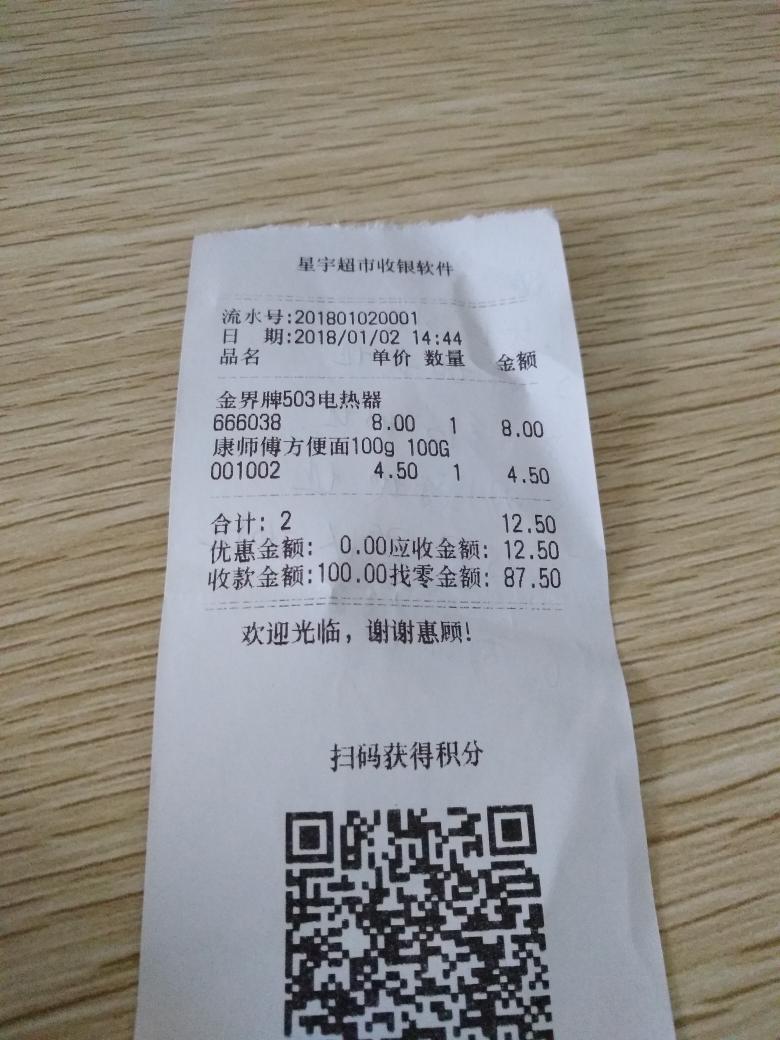 星宇超市收银软件
流水号:201801020001
日 期:2018/01/02 14:44
品名 单价 数量 金额
金界牌503电热器
666038 8.00 1 8.00
康师傅方便面100g 100G
001002 4.50 1 4.50
合计: 2 12.50
优惠金额: 0.00应收金额: 12.50
收款金额:100.00找零金额: 87.50
欢迎光临，谢谢惠顾!
扫码获得积分